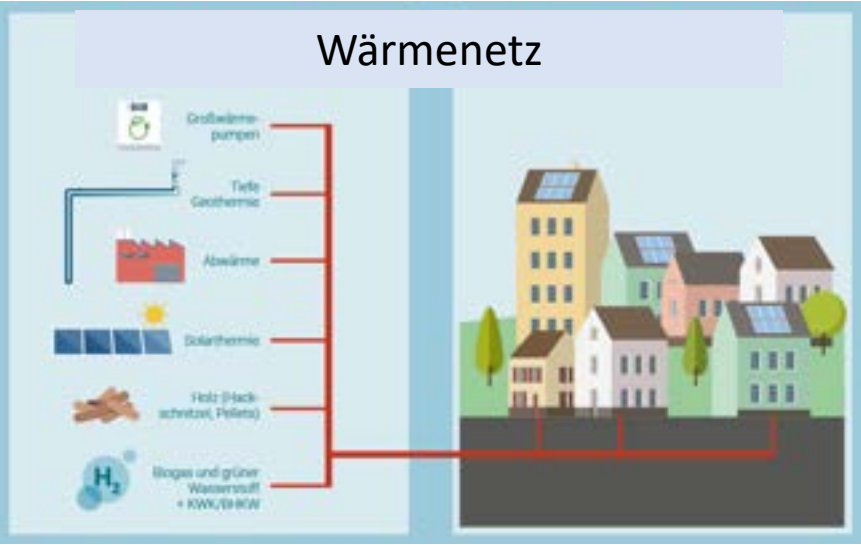 Wärmenetz
Großwärme-
pumpen
Tiefe
Geothermie
Abwärme
Solarthermie
Holz (Hack-
schnitzel, Pellets)
H₂
Biogas und grüner
Wasserstoff
+ KWK/BHKW